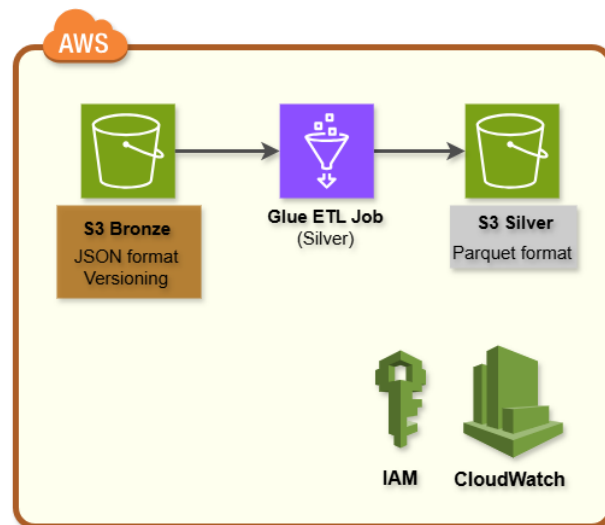 AWS
S3 Bronze
JSON format
Versioning
Glue ETL Job
(Silver)
S3 Silver
Parquet format
IAM
CloudWatch